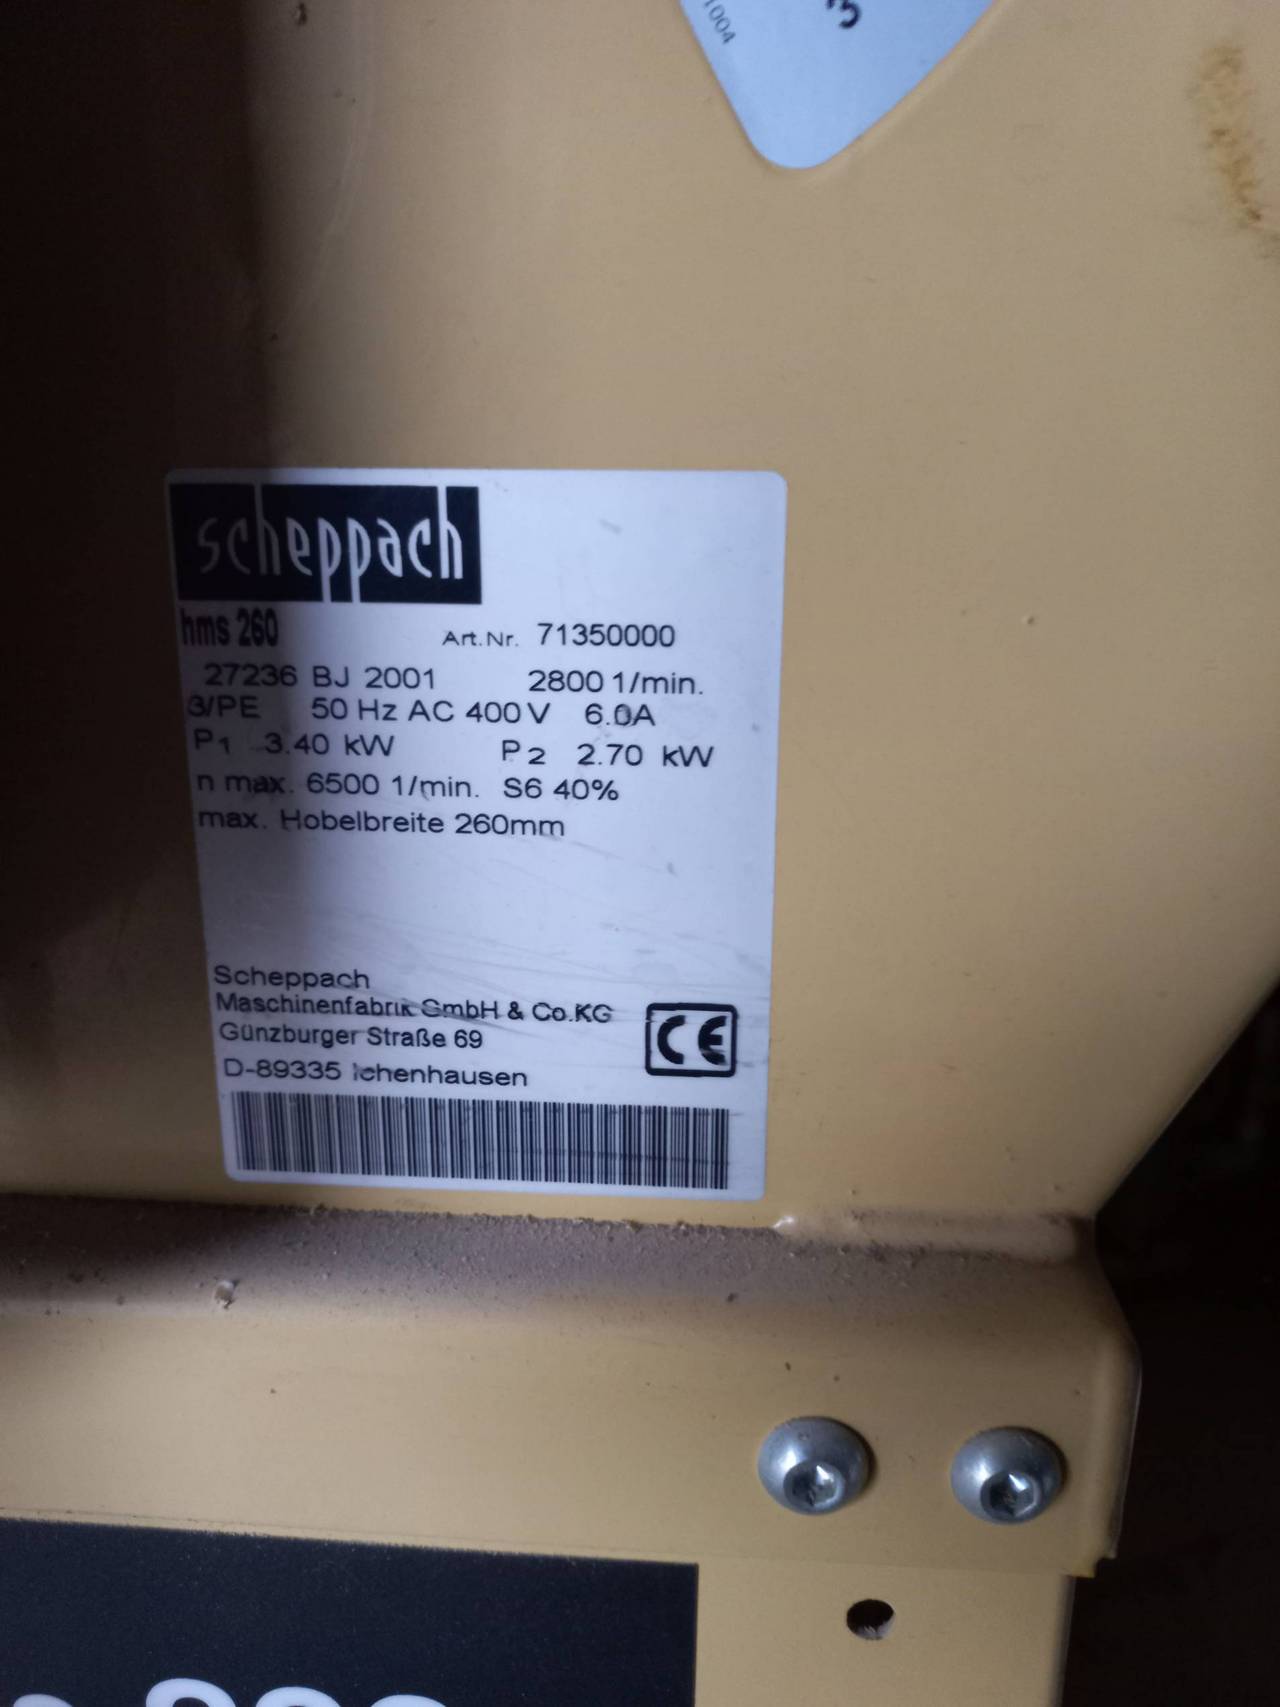 1004
3
scheppach
hms 260 Art.Nr. 71350000
27236 BJ 2001 2800 1/min.
3/PE 50 Hz AC 400 V 6.0A
P1 3.40 kW P2 2.70 kW
n max. 6500 1/min. S6 40%
max. Hobelbreite 260mm
Scheppach
Maschinenfabrik GmbH & Co.KG
Günzburger Straße 69
D-89335 Ichenhausen
CE